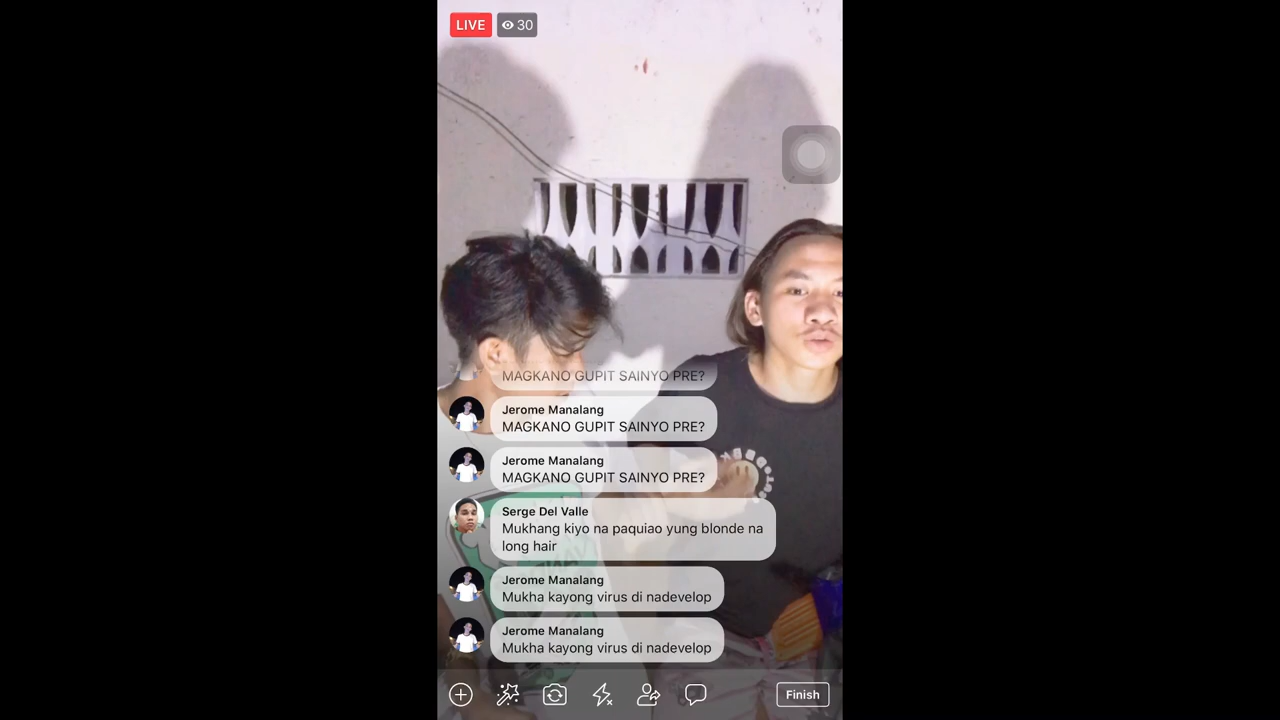 LIVE
30
MAGKANO GUPIT SAINYO PRE?
Jerome Manalang
MAGKANO GUPIT SAINYO PRE?
Jerome Manalang
MAGKANO GUPIT SAINYO PRE?
Serge Del Valle
Mukhang kiyo na paquiao yung blonde na
long hair
Jerome Manalang
Mukha kayong virus di nadevelop
Jerome Manalang
Mukha kayong virus di nadevelop
Finish